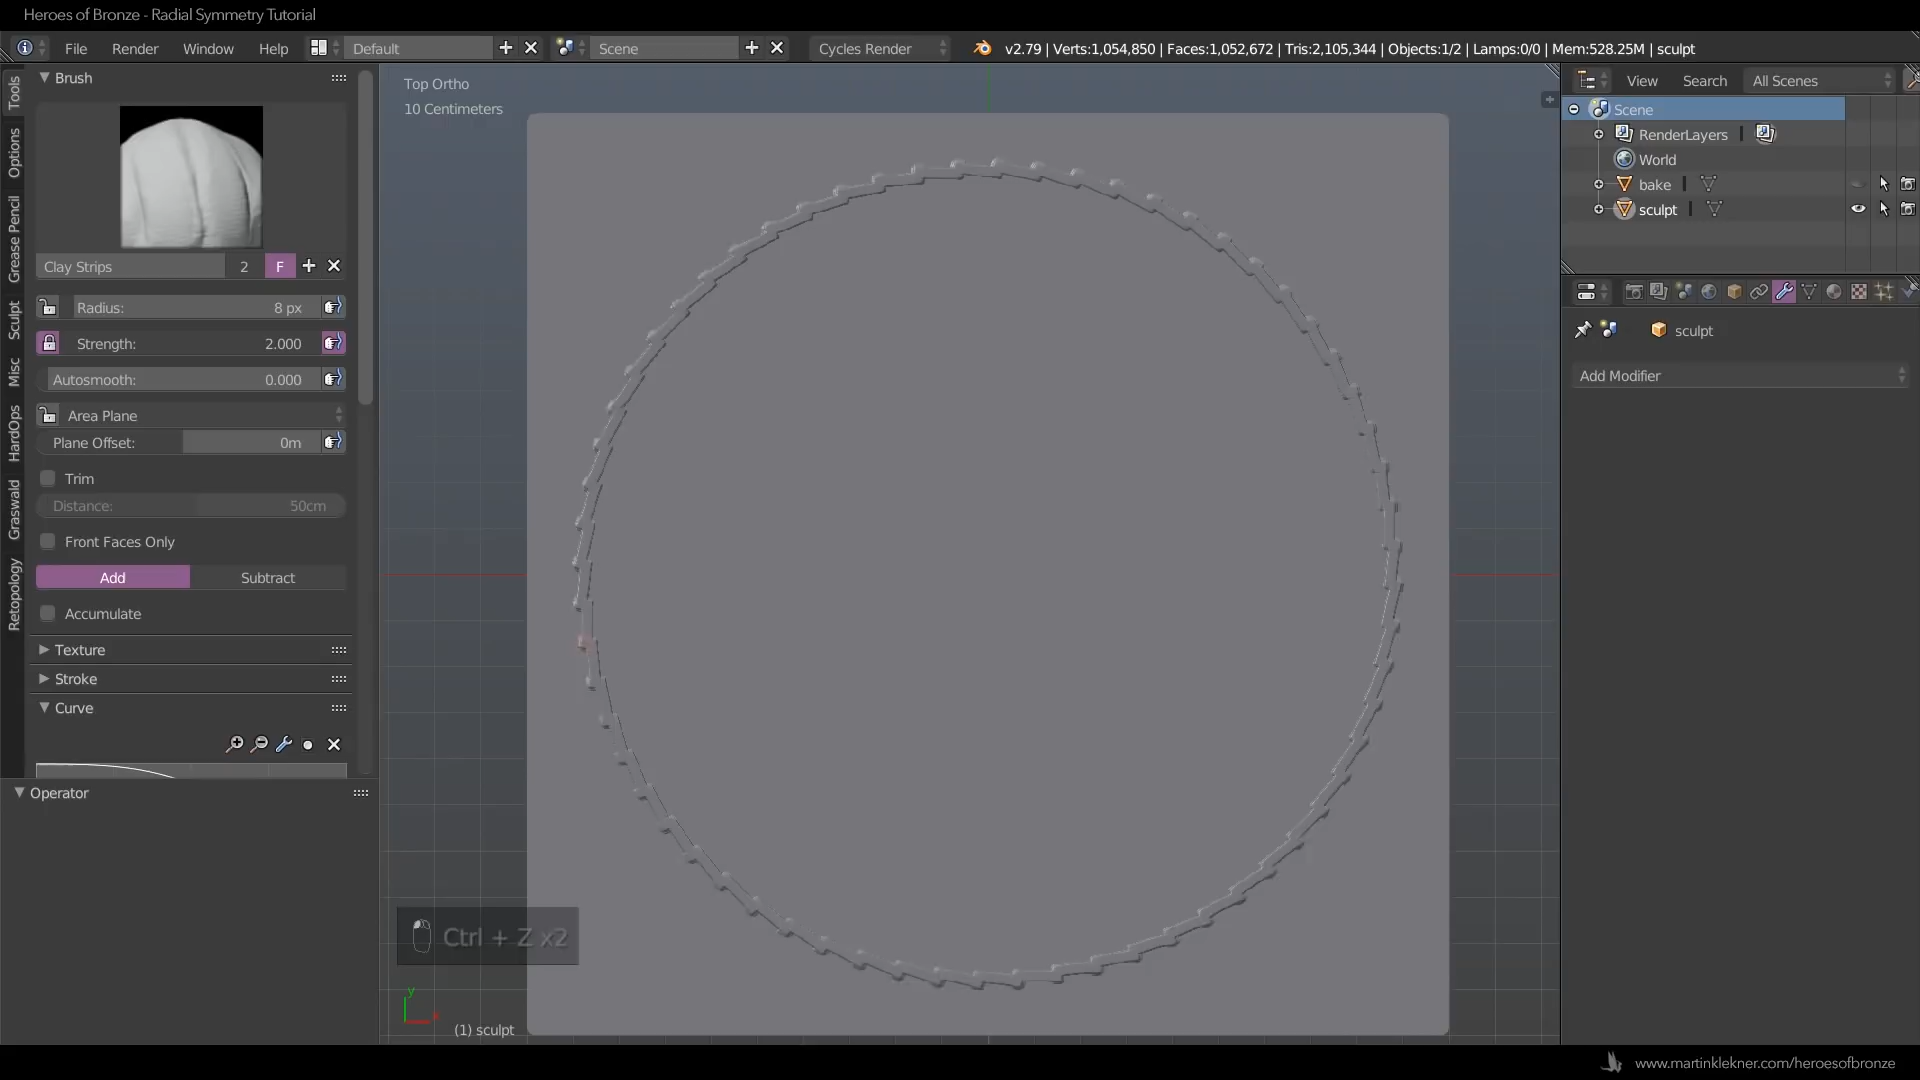 Heroes of Bronze - Radial Symmetry Tutorial
File Render Window Help Default Scene Cycles Render v2.79 | Verts:1,054,850 | Faces:1,052,672 | Tris:2,105,344 | Objects:1/2 | Lamps:0/0 | Mem:528.25M | sculpt
Tools
Options
Grease Pencil
Sculpt
Misc
HardOps
Graswald
Retopology
Brush
Clay Strips 2 F
Radius: 8 px
Strength: 2.000
Autosmooth: 0.000
Area Plane
Plane Offset: 0m
Trim
Distance: 50cm
Front Faces Only
Add Subtract
Accumulate
Texture
Stroke
Curve
Operator
Top Ortho
10 Centimeters
Ctrl + Z x2
y
x
(1) sculpt
View Search All Scenes
Scene
RenderLayers
World
bake
sculpt
sculpt
Add Modifier
www.martinklekner.com/heroesofbronze